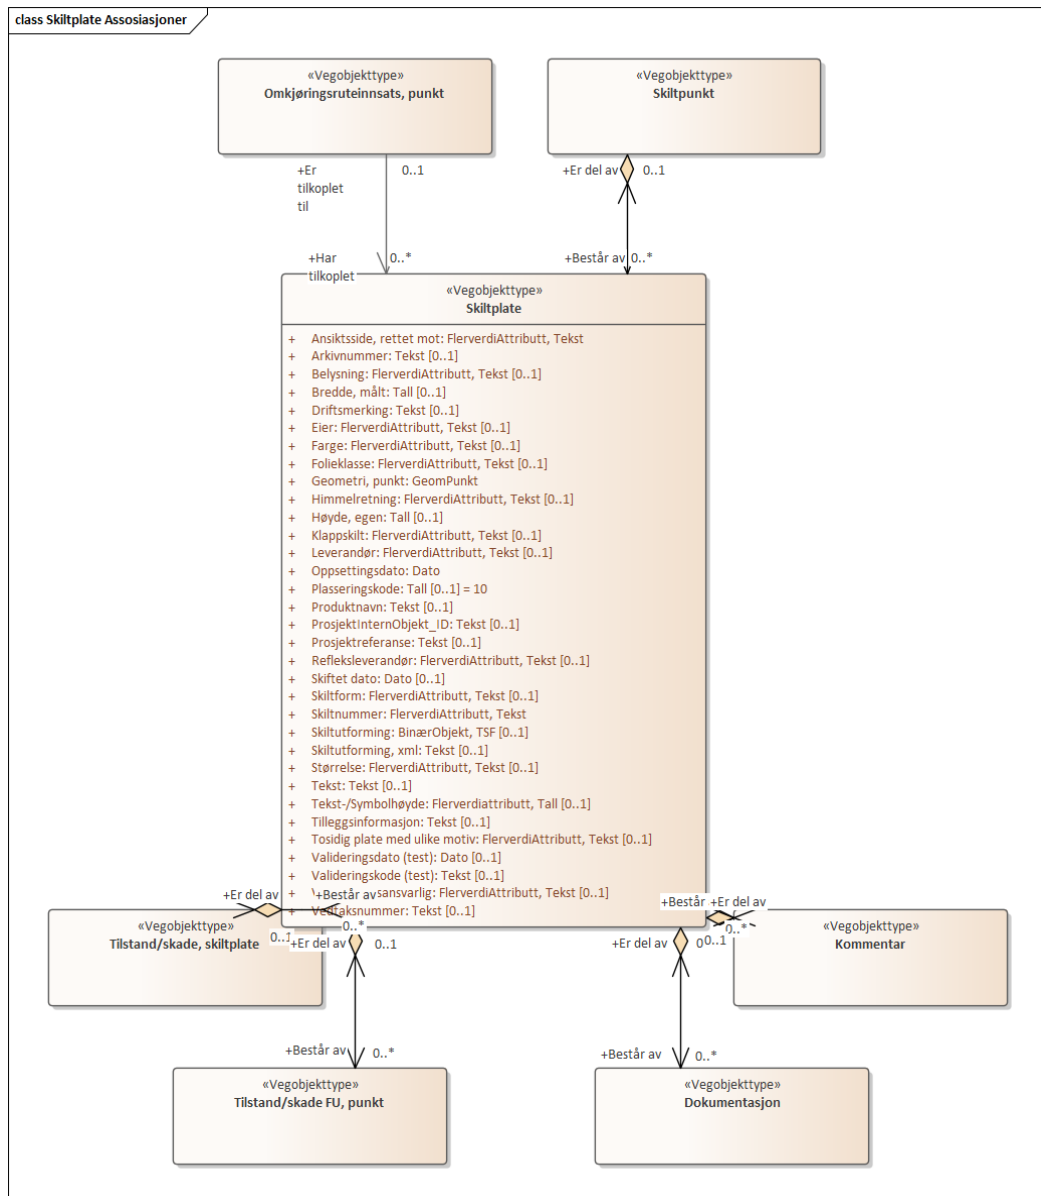 class Skiltplate Assosiasjoner
«Vegobjekttype»
Omkjøringsruteinnsats, punkt
«Vegobjekttype»
Skiltpunkt
+Er
tilkoplet
til
0..1
+Er del av
0..1
+Har
tilkoplet
0..*
+Består av
0..*
«Vegobjekttype»
Skiltplate
+ Ansiktsside, rettet mot: FlerverdiAttributt, Tekst
+ Arkivnummer: Tekst [0..1]
+ Belysning: FlerverdiAttributt, Tekst [0..1]
+ Bredde, målt: Tall [0..1]
+ Driftsmerking: Tekst [0..1]
+ Eier: FlerverdiAttributt, Tekst [0..1]
+ Farge: FlerverdiAttributt, Tekst [0..1]
+ Folieklasse: FlerverdiAttributt, Tekst [0..1]
+ Geometri, punkt: GeomPunkt
+ Himmelretning: FlerverdiAttributt, Tekst [0..1]
+ Høyde, egen: Tall [0..1]
+ Klappskilt: FlerverdiAttributt, Tekst [0..1]
+ Leverandør: FlerverdiAttributt, Tekst [0..1]
+ Oppsettingsdato: Dato
+ Plasseringskode: Tall [0..1] = 10
+ Produktnavn: Tekst [0..1]
+ ProsjektInternObjekt_ID: Tekst [0..1]
+ Prosjektreferanse: Tekst [0..1]
+ Refleksleverandør: FlerverdiAttributt, Tekst [0..1]
+ Skiftet dato: Dato [0..1]
+ Skiltform: FlerverdiAttributt, Tekst [0..1]
+ Skiltnummer: FlerverdiAttributt, Tekst
+ Skiltutforming: BinærObjekt, TSF [0..1]
+ Skiltutforming, xml: Tekst [0..1]
+ Størrelse: FlerverdiAttributt, Tekst [0..1]
+ Tekst: Tekst [0..1]
+ Tekst-/Symbolhøyde: Flerverdiattributt, Tall [0..1]
+ Tilleggsinformasjon: Tekst [0..1]
+ Tosidig plate med ulike motiv: FlerverdiAttributt, Tekst [0..1]
+ Valideringsdato (test): Dato [0..1]
+ Valideringskode (test): Tekst [0..1]
+ sansvarlig: FlerverdiAttributt, Tekst [0..1]
+ Vedtaksnummer: Tekst [0..1]
+Er del av
+Består av
0..1
0..*
«Vegobjekttype»
Tilstand/skade, skiltplate
+Er del av
0..1
+Består av
0..*
«Vegobjekttype»
Tilstand/skade FU, punkt
+Er del av
+Består av
0..*
«Vegobjekttype»
Dokumentasjon
+Består
+Er del av
0..1
0..*
«Vegobjekttype»
Kommentar